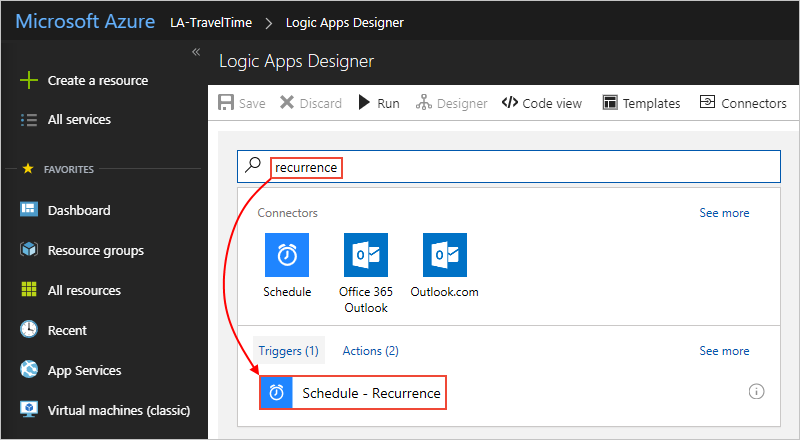 Microsoft Azure LA-TravelTime > Logic Apps Designer
«
Create a resource
All services
FAVORITES
Dashboard
Resource groups
All resources
Recent
App Services
Virtual machines (classic)
Logic Apps Designer
Save Discard Run Designer Code view Templates Connectors
recurrence
Connectors See more
Schedule Office 365 Outlook.com
Outlook
Triggers (1) Actions (2) See more
Schedule - Recurrence